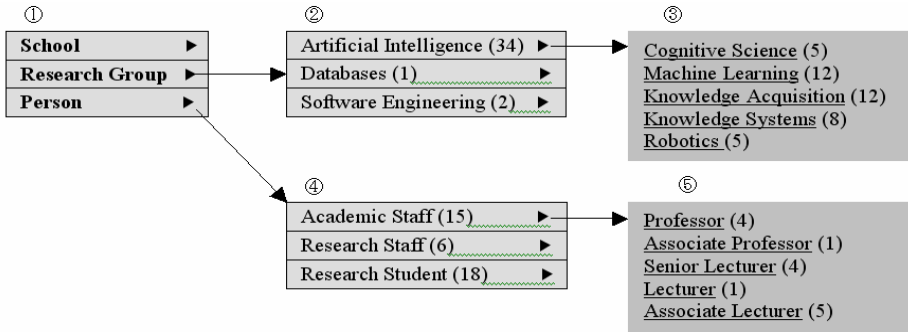 ①
School
Research Group
Person
②
Artificial Intelligence (34)
Databases (1)
Software Engineering (2)
③
Cognitive Science (5)
Machine Learning (12)
Knowledge Acquisition (12)
Knowledge Systems (8)
Robotics (5)
④
Academic Staff (15)
Research Staff (6)
Research Student (18)
⑤
Professor (4)
Associate Professor (1)
Senior Lecturer (4)
Lecturer (1)
Associate Lecturer (5)